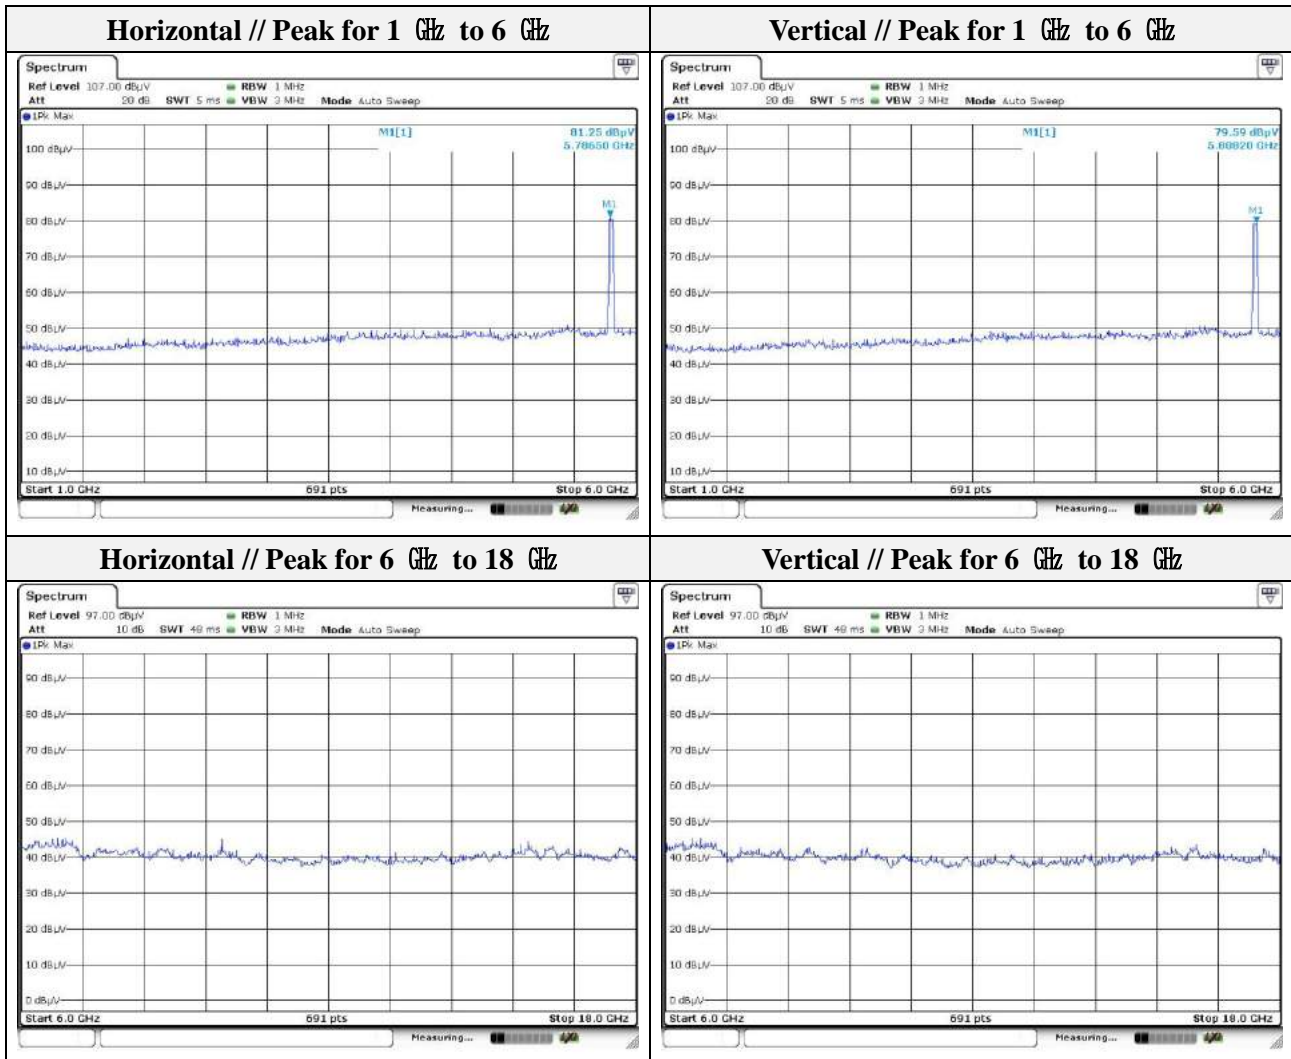 Horizontal // Peak for 1 ㎓ to 6 ㎓
Vertical // Peak for 1 ㎓ to 6 ㎓
Spectrum
Ref Level 107.00 dBµV RBW 1 MHz
Att 20 dB SWT 5 ms VBW 3 MHz Mode Auto Sweep
1Pk Max
M1[1] 81.25 dBµV
5.78650 GHz
100 dBµV
90 dBµV
M1
80 dBµV
70 dBµV
60 dBµV
50 dBµV
40 dBµV
30 dBµV
20 dBµV
10 dBµV
Start 1.0 GHz 691 pts Stop 6.0 GHz
Measuring...
Spectrum
Ref Level 107.00 dBµV RBW 1 MHz
Att 20 dB SWT 5 ms VBW 3 MHz Mode Auto Sweep
1Pk Max
M1[1] 79.59 dBµV
100 dBµV
90 dBµV
M1
80 dBµV
70 dBµV
60 dBµV
50 dBµV
40 dBµV
30 dBµV
20 dBµV
10 dBµV
Start 1.0 GHz 691 pts Stop 6.0 GHz
Measuring...
Horizontal // Peak for 6 ㎓ to 18 ㎓
Vertical // Peak for 6 ㎓ to 18 ㎓
Spectrum
Ref Level 97.00 dBµV RBW 1 MHz
Att 10 dB SWT 48 ms VBW 3 MHz Mode Auto Sweep
1Pk Max
90 dBµV
80 dBµV
70 dBµV
60 dBµV
50 dBµV
40 dBµV
30 dBµV
20 dBµV
10 dBµV
0 dBµV
Start 6.0 GHz 691 pts Stop 18.0 GHz
Measuring...
Spectrum
Ref Level 97.00 dBµV RBW 1 MHz
Att 10 dB SWT 48 ms VBW 3 MHz Mode Auto Sweep
1Pk Max
90 dBµV
80 dBµV
70 dBµV
60 dBµV
50 dBµV
40 dBµV
30 dBµV
20 dBµV
10 dBµV
0 dBµV
Start 6.0 GHz 691 pts Stop 18.0 GHz
Measuring...